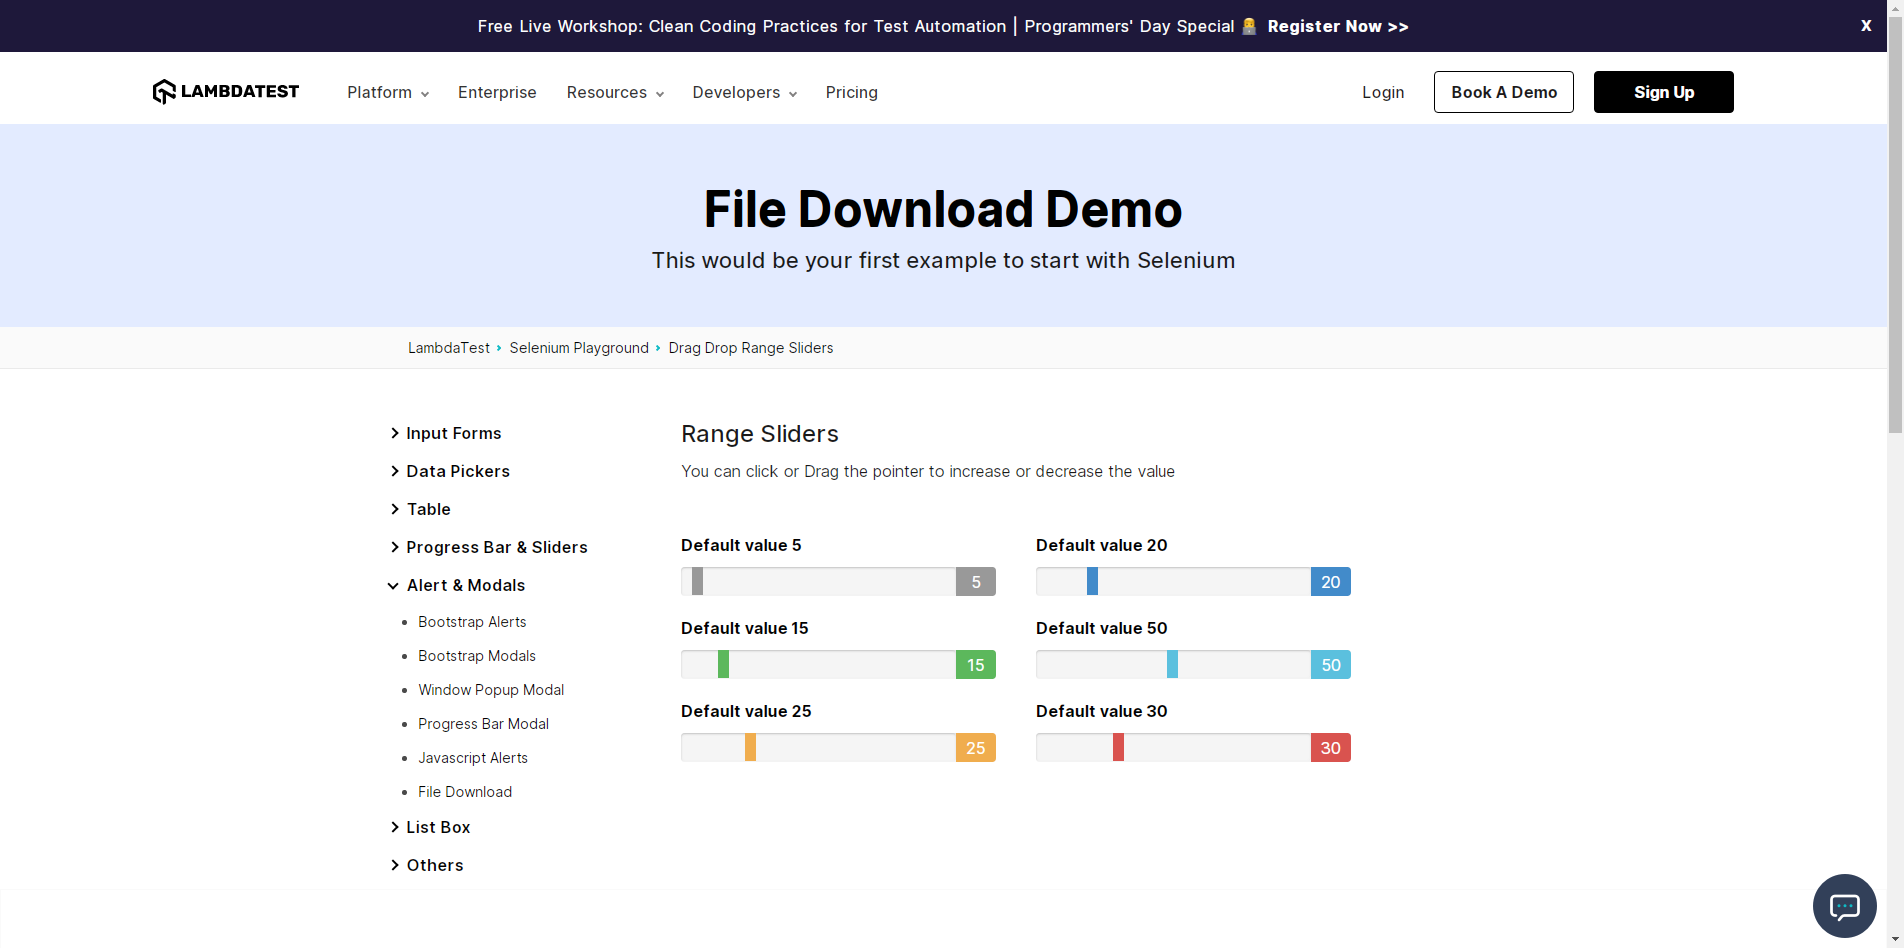 Free Live Workshop: Clean Coding Practices for Test Automation | Programmers' Day Special 👨‍💻 Register Now >>
X
LAMBDATEST
Platform
Enterprise
Resources
Developers
Pricing
Login
Book A Demo
Sign Up
File Download Demo
This would be your first example to start with Selenium
LambdaTest › Selenium Playground › Drag Drop Range Sliders
Input Forms
Data Pickers
Table
Progress Bar & Sliders
Alert & Modals
Bootstrap Alerts
Bootstrap Modals
Window Popup Modal
Progress Bar Modal
Javascript Alerts
File Download
List Box
Others
Range Sliders
You can click or Drag the pointer to increase or decrease the value
Default value 5
5
Default value 20
20
Default value 15
15
Default value 50
50
Default value 25
25
Default value 30
30